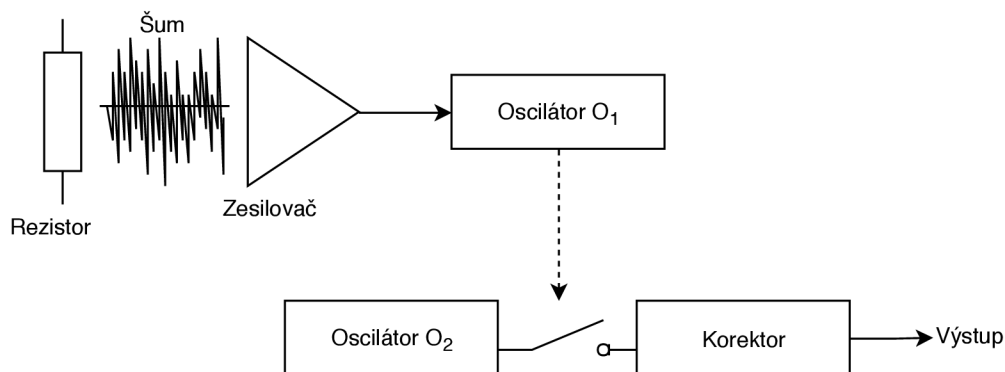 Šum
Oscilátor O₁
Zesilovač
Rezistor
Oscilátor O₂
Korektor
Výstup